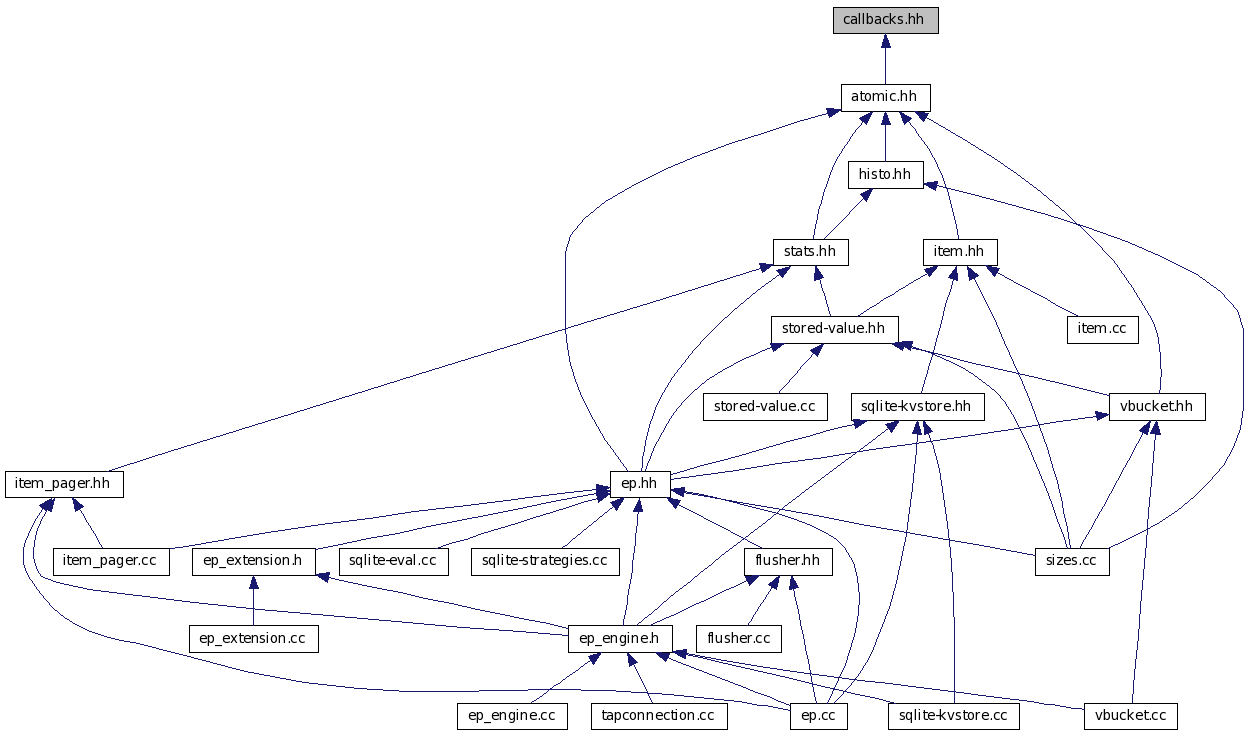 callbacks.hh
atomic.hh
histo.hh
stats.hh
item.hh
stored-value.hh
item.cc
stored-value.cc
sqlite-kvstore.hh
vbucket.hh
item_pager.hh
ep.hh
item_pager.cc
ep_extension.h
sqlite-eval.cc
sqlite-strategies.cc
flusher.hh
sizes.cc
ep_extension.cc
ep_engine.h
flusher.cc
ep_engine.cc
tapconnection.cc
ep.cc
sqlite-kvstore.cc
vbucket.cc